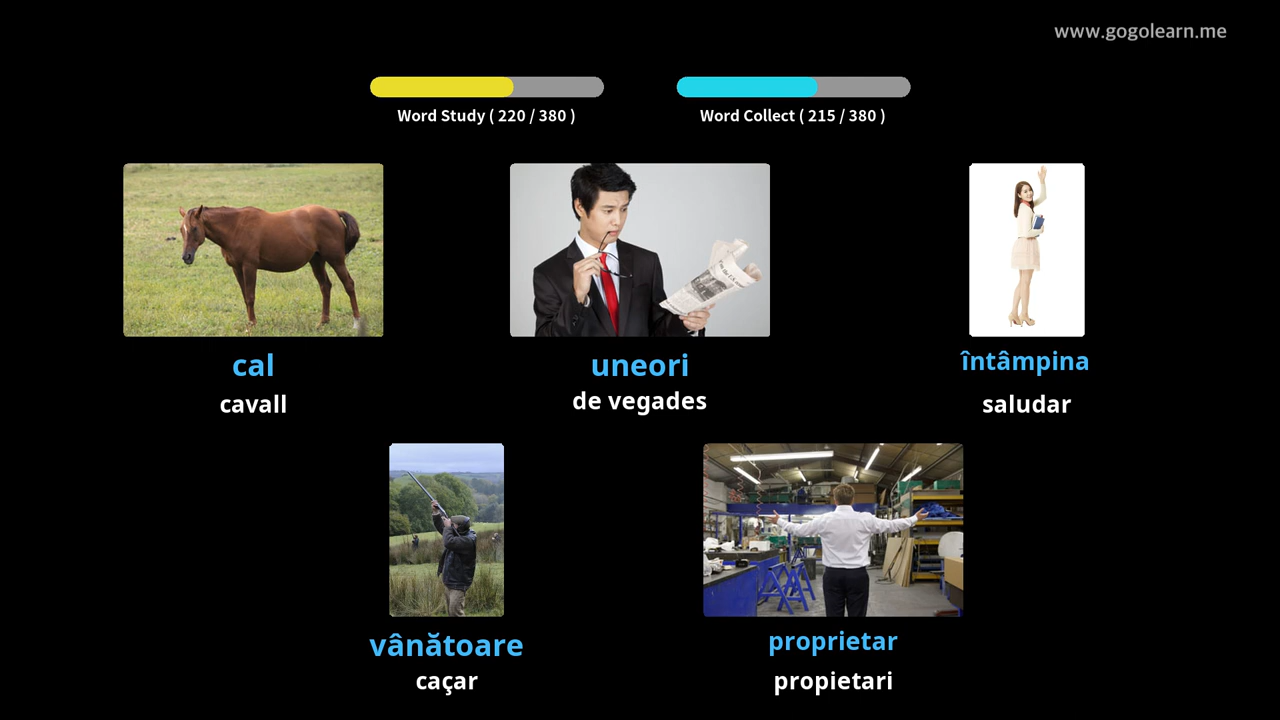 www.gogolearn.me
Word Study ( 220 / 380 )
Word Collect ( 215 / 380 )
cal
cavall
uneori
de vegades
întâmpina
saludar
vânătoare
caçar
proprietar
propietari